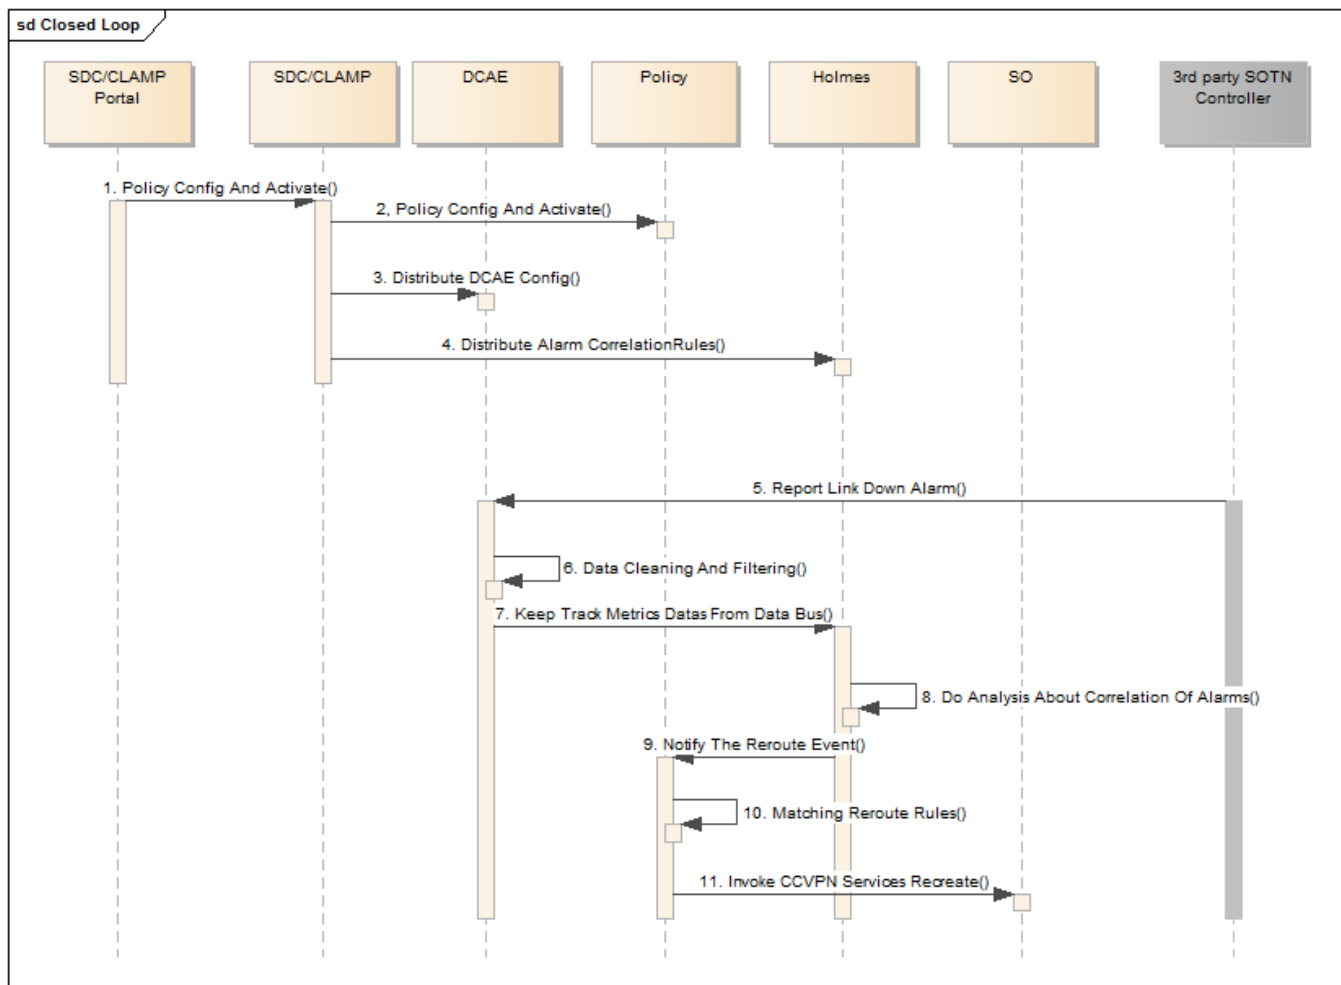 sd Closed Loop
SDC/CLAMP
Portal
SDC/CLAMP
DCAE
Policy
Holmes
SO
3rd party SOTN
Controller
1. Policy Config And Activate()
2, Policy Config And Activate()
3. Distribute DCAE Config()
4. Distribute Alarm CorrelationRules()
5. Report Link Down Alarm()
6. Data Cleaning And Filtering()
7. Keep Track Metrics Datas From Data Bus()
8. Do Analysis About Correlation Of Alarms()
9. Notify The Reroute Event()
10. Matching Reroute Rules()
11. Invoke CCVPN Services Recreate()